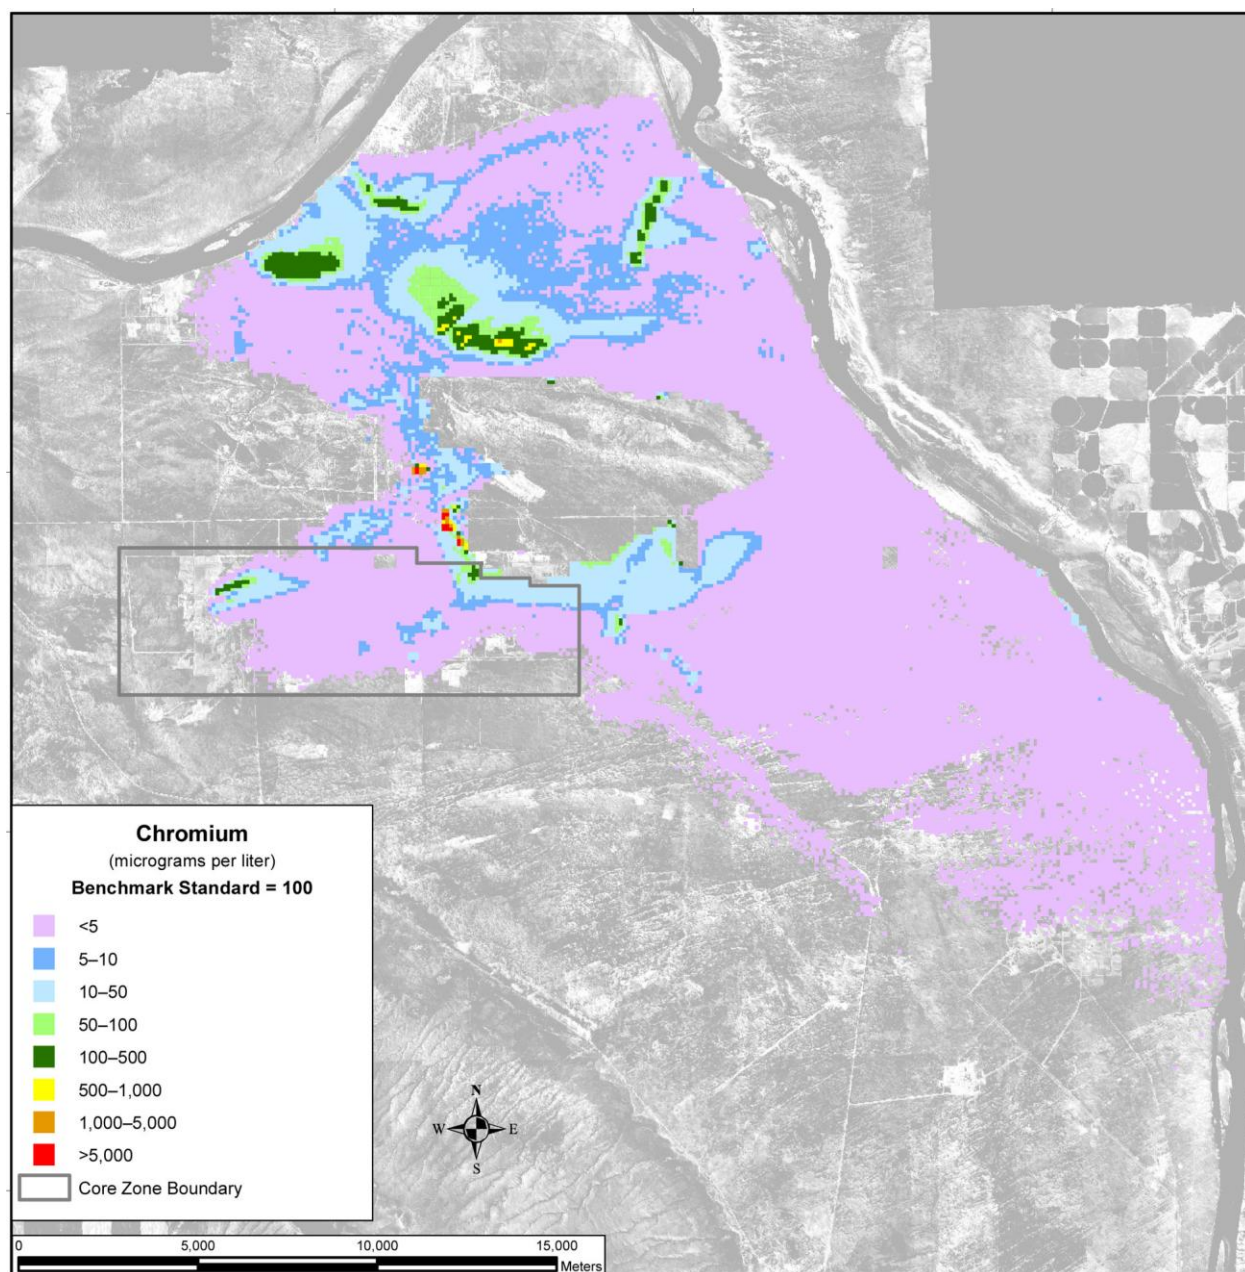 Chromium
(micrograms per liter)
Benchmark Standard = 100
<5
5–10
10–50
50–100
100–500
500–1,000
1,000–5,000
>5,000
Core Zone Boundary
N
W E
S
0 5,000 10,000 15,000
Meters